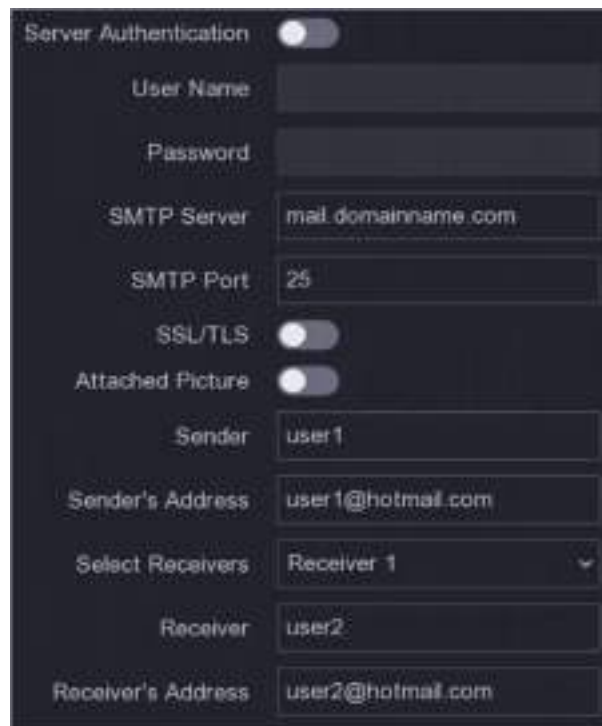 Server Authentication
User Name
Password
SMTP Server mail.domainname.com
SMTP Port 25
SSL/TLS
Attached Picture
Sender user1
Sender's Address user1@hotmail.com
Select Receivers Receiver 1
Receiver user2
Receiver's Address user2@hotmail.com